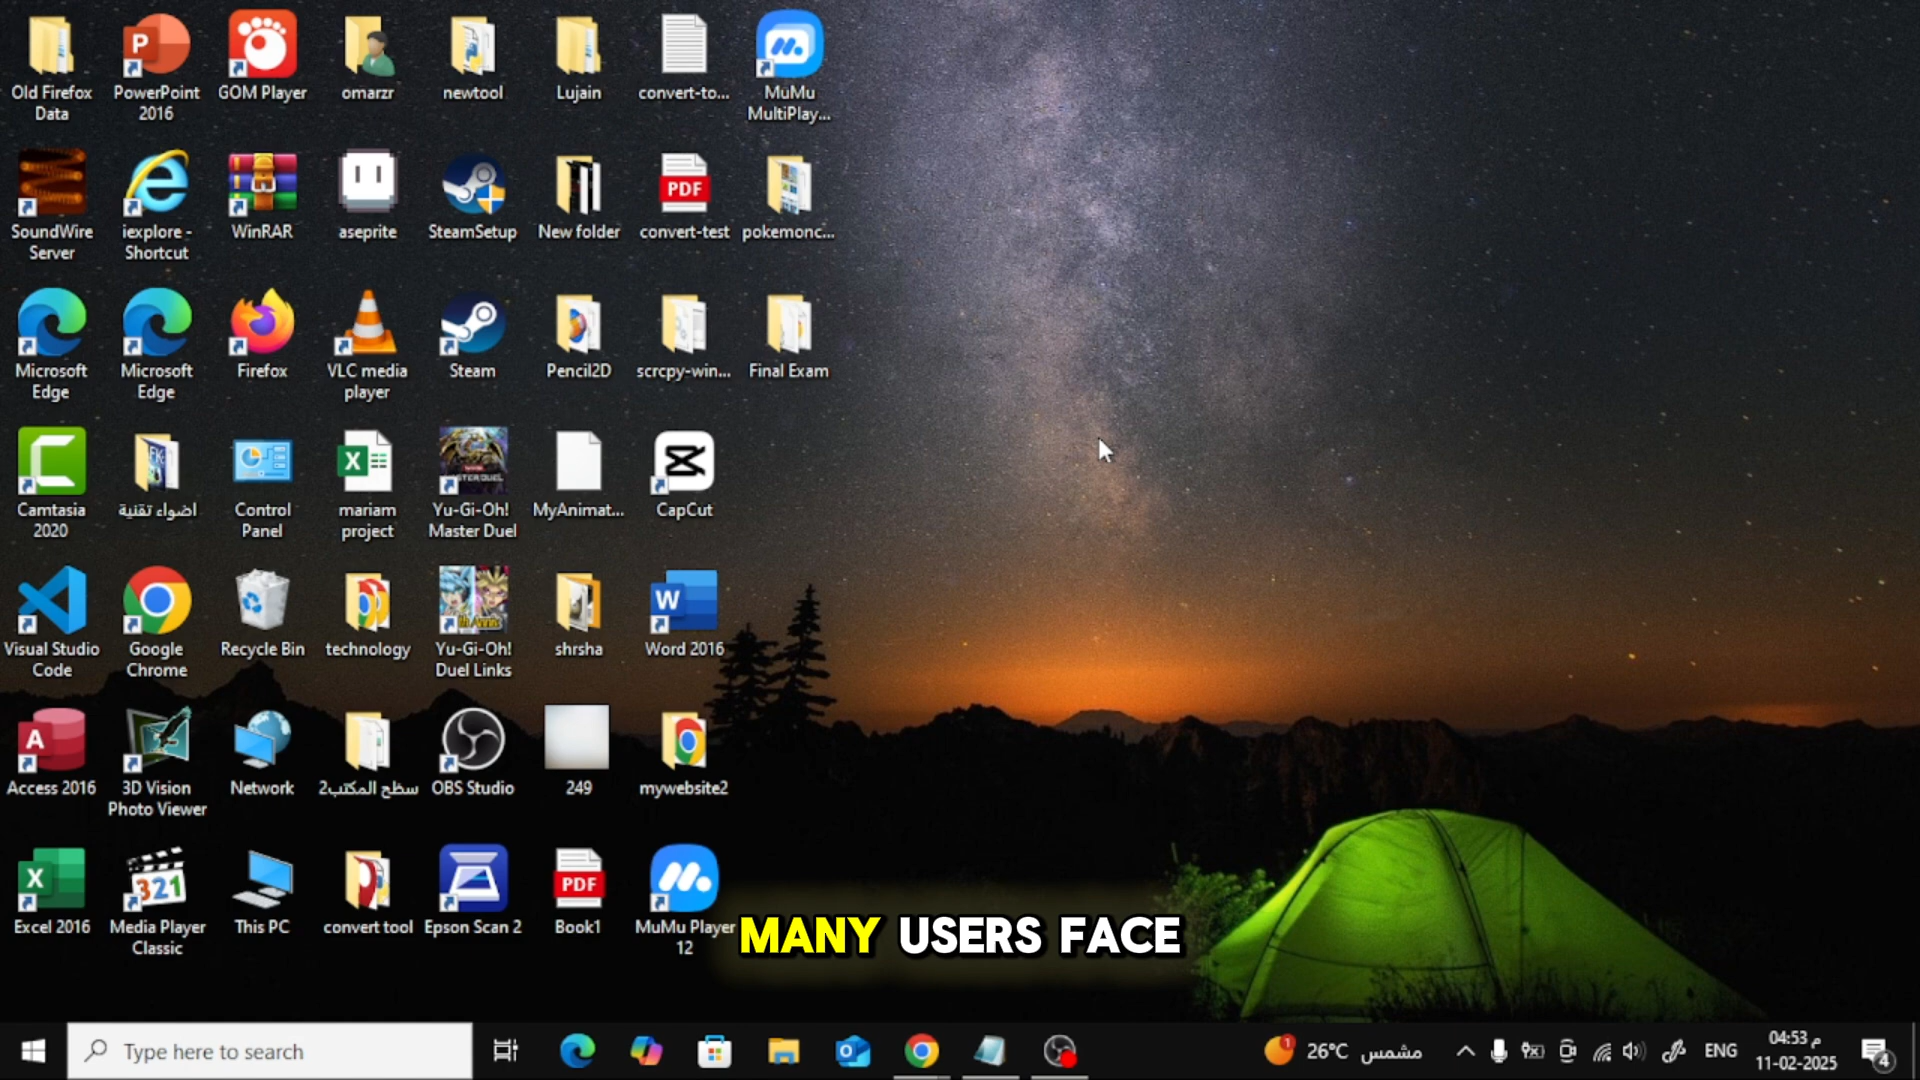 Old Firefox
Data
PowerPoint
2016
GOM Player
omarzr
newtool
Lujain
convert-to...
MuMu
MultiPlay...
SoundWire
Server
iexplore -
Shortcut
WinRAR
aseprite
SteamSetup
New folder
PDF
convert-test
pokemonc...
Microsoft
Edge
Microsoft
Edge
Firefox
VLC media
player
Steam
Pencil2D
scrcpy-win...
Final Exam
Camtasia
2020
اضواء تقنية
Control
Panel
mariam
project
Yu-Gi-Oh!
Master Duel
MyAnimat...
CapCut
Visual Studio
Code
Google
Chrome
Recycle Bin
technology
Yu-Gi-Oh!
Duel Links
shrsha
Word 2016
Access 2016
3D Vision
Photo Viewer
Network
سطح المكتب2
OBS Studio
249
mywebsite2
Excel 2016
321
Media Player
Classic
This PC
convert tool
Epson Scan 2
PDF
Book1
MuMu Player
12
MANY USERS FACE
Type here to search
1
26°C مشمس
ENG
04:53 م
11-02-2025
4